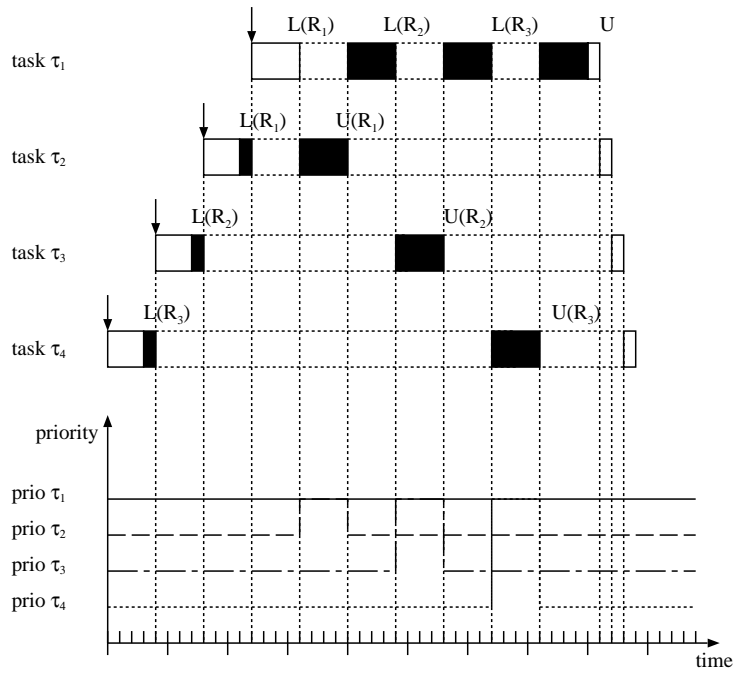 L(R₁) L(R₂) L(R₃) U
task τ₁
L(R₁) U(R₁)
task τ₂
L(R₂) U(R₂)
task τ₃
L(R₃) U(R₃)
task τ₄
priority
prio τ₁
prio τ₂
prio τ₃
prio τ₄
time